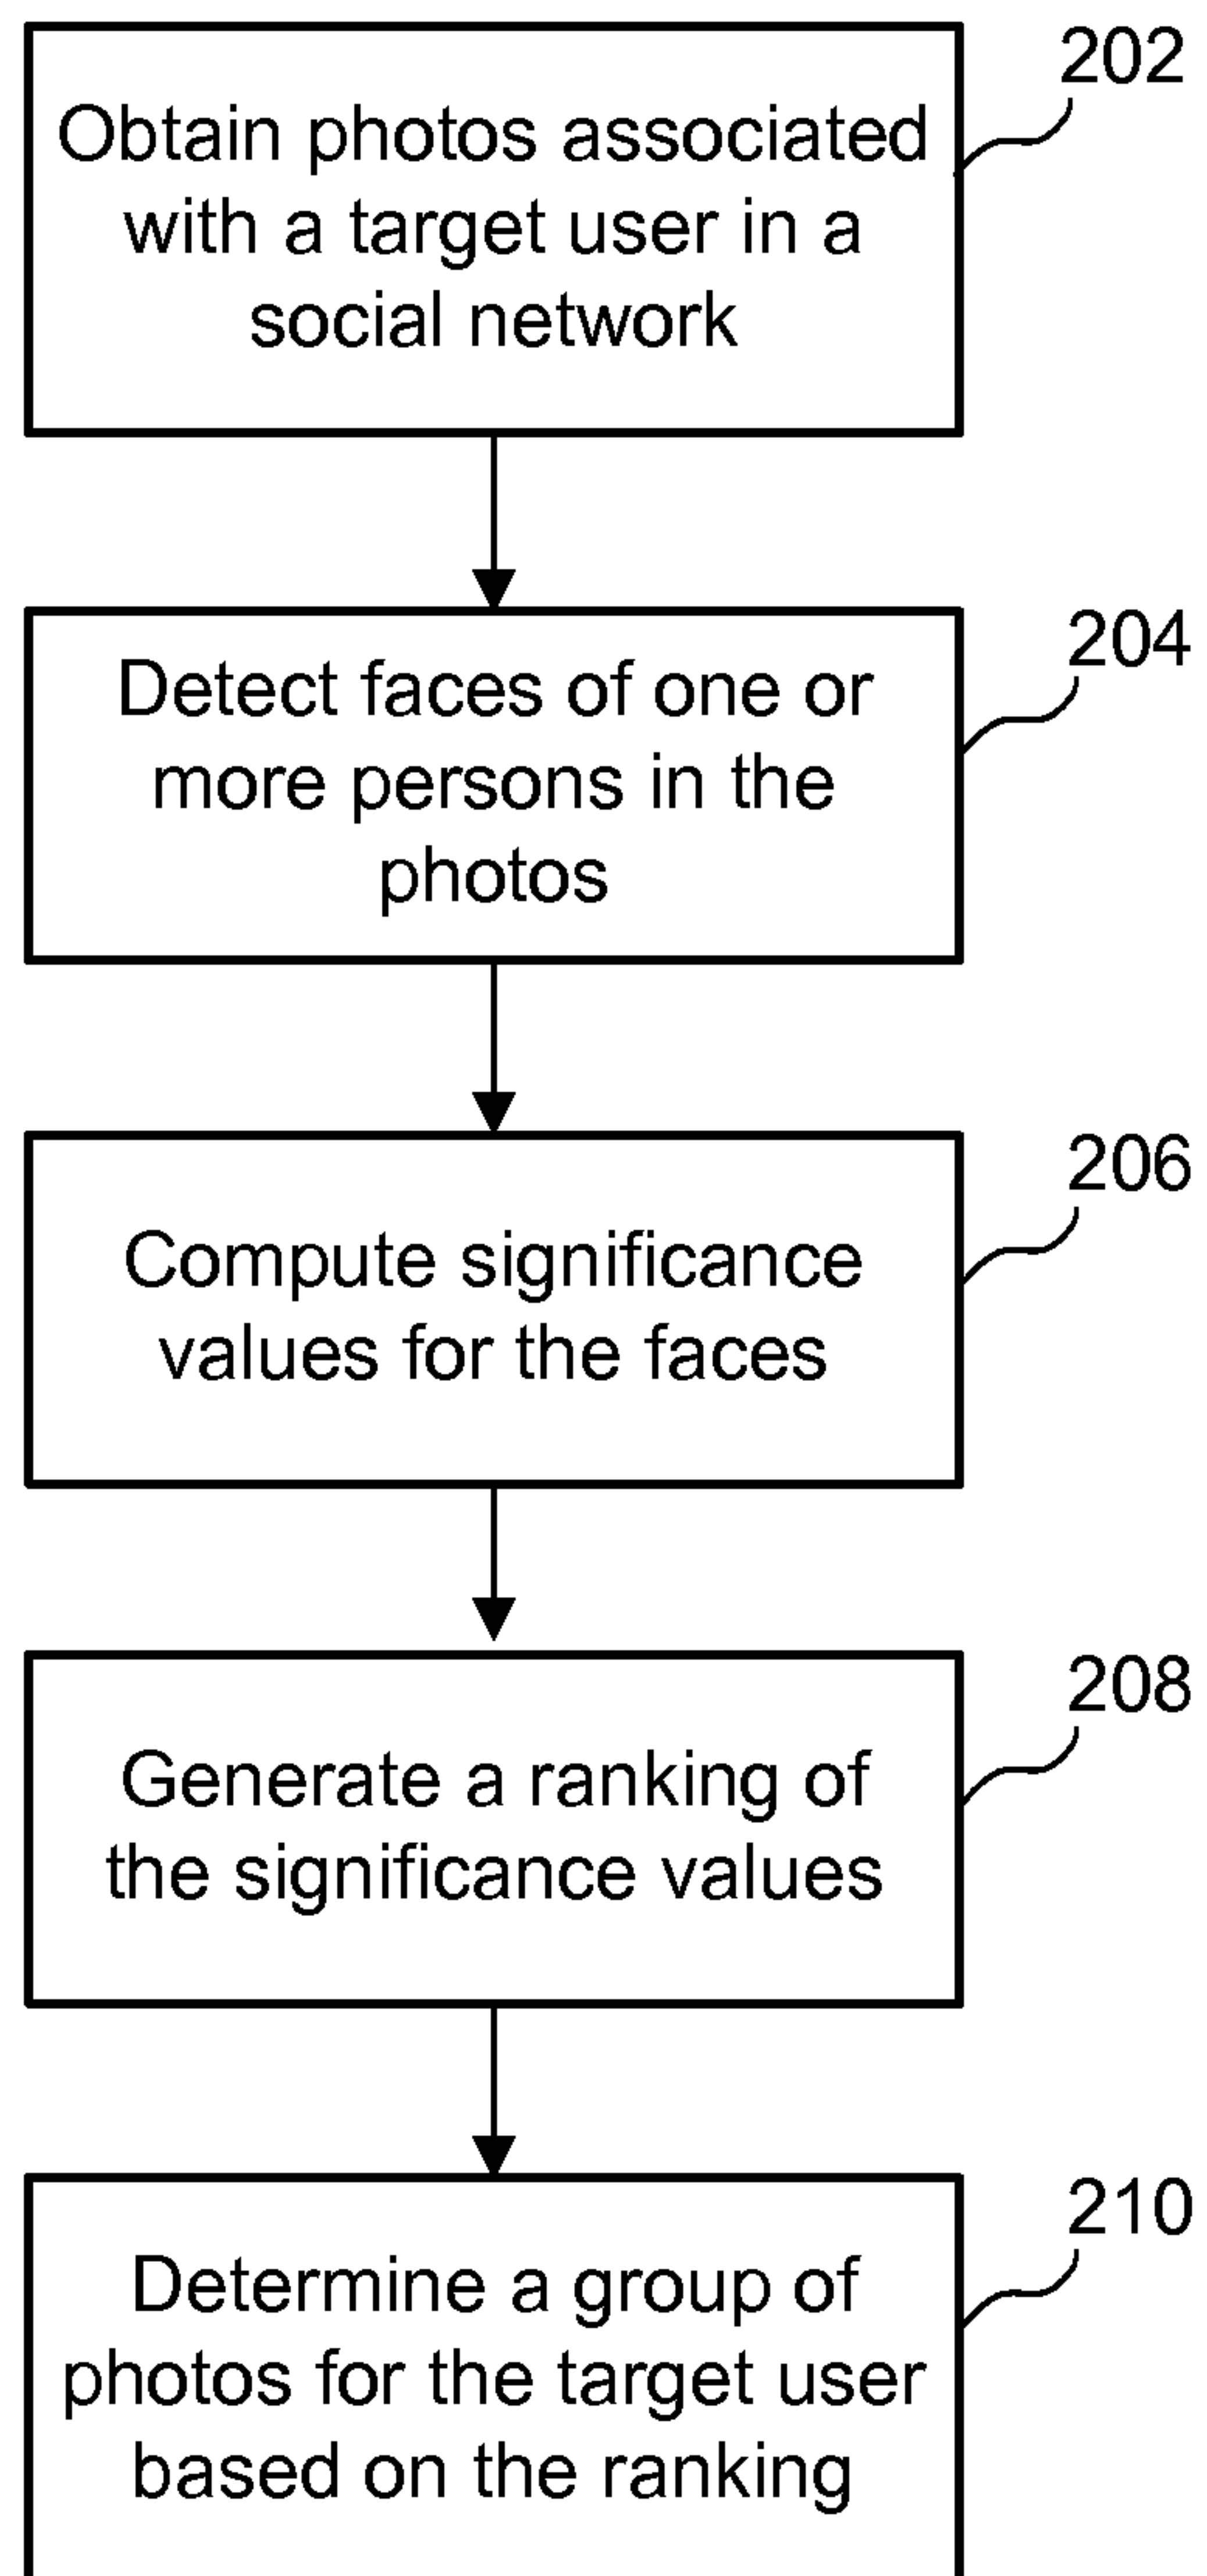 202
Obtain photos associated
with a target user in a
social network
204
Detect faces of one or
more persons in the
photos
206
Compute significance
values for the faces
208
Generate a ranking of
the significance values
210
Determine a group of
photos for the target user
based on the ranking